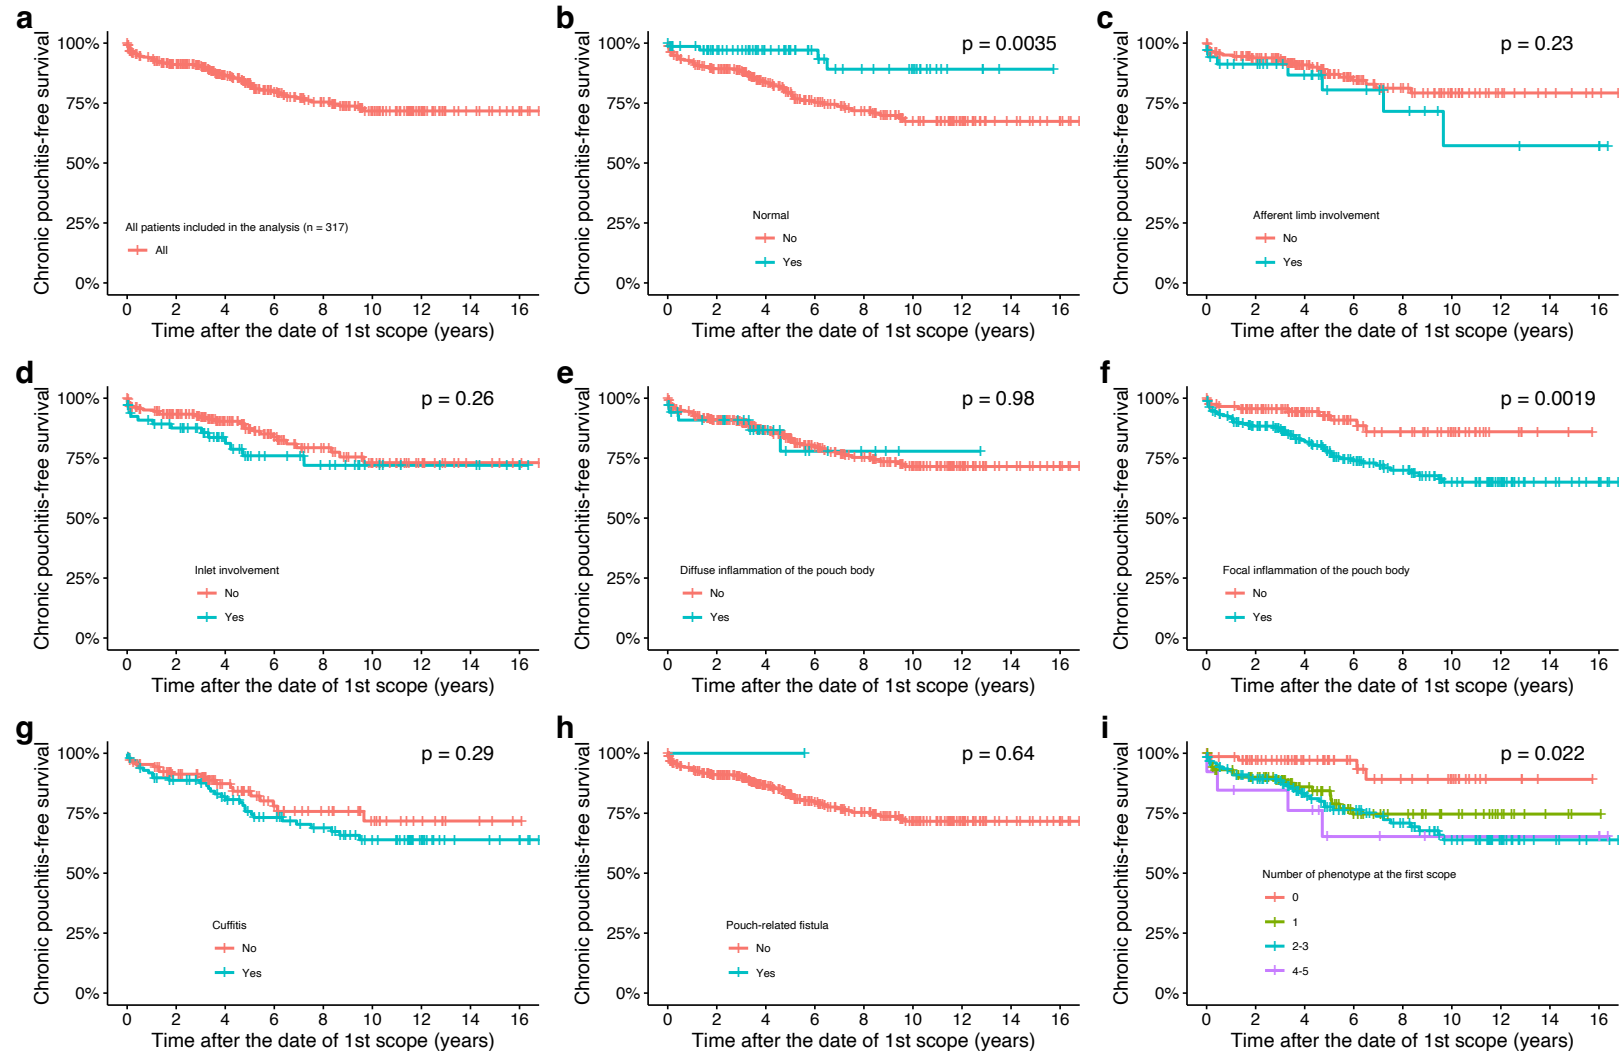 a
Chronic pouchitis-free survival
100%
75%
50%
25%
0%
All patients included in the analysis (n = 317)
All
0 2 4 6 8 10 12 14 16
Time after the date of 1st scope (years)
b
Chronic pouchitis-free survival
100%
75%
50%
25%
0%
p = 0.0035
Normal
No
Yes
0 2 4 6 8 10 12 14 16
Time after the date of 1st scope (years)
c
Chronic pouchitis-free survival
100%
75%
50%
25%
0%
p = 0.23
Afferent limb involvement
No
Yes
0 2 4 6 8 10 12 14 16
Time after the date of 1st scope (years)
d
Chronic pouchitis-free survival
100%
75%
50%
25%
0%
p = 0.26
Inlet involvement
No
Yes
0 2 4 6 8 10 12 14 16
Time after the date of 1st scope (years)
e
Chronic pouchitis-free survival
100%
75%
50%
25%
0%
p = 0.98
Diffuse inflammation of the pouch body
No
Yes
0 2 4 6 8 10 12 14 16
Time after the date of 1st scope (years)
f
Chronic pouchitis-free survival
100%
75%
50%
25%
0%
p = 0.0019
Focal inflammation of the pouch body
No
Yes
0 2 4 6 8 10 12 14 16
Time after the date of 1st scope (years)
g
Chronic pouchitis-free survival
100%
75%
50%
25%
0%
p = 0.29
Cuffitis
No
Yes
0 2 4 6 8 10 12 14 16
Time after the date of 1st scope (years)
h
Chronic pouchitis-free survival
100%
75%
50%
25%
0%
p = 0.64
Pouch-related fistula
No
Yes
0 2 4 6 8 10 12 14 16
Time after the date of 1st scope (years)
i
Chronic pouchitis-free survival
100%
75%
50%
25%
0%
p = 0.022
Number of phenotype at the first scope
0
1
2-3
4-5
0 2 4 6 8 10 12 14 16
Time after the date of 1st scope (years)